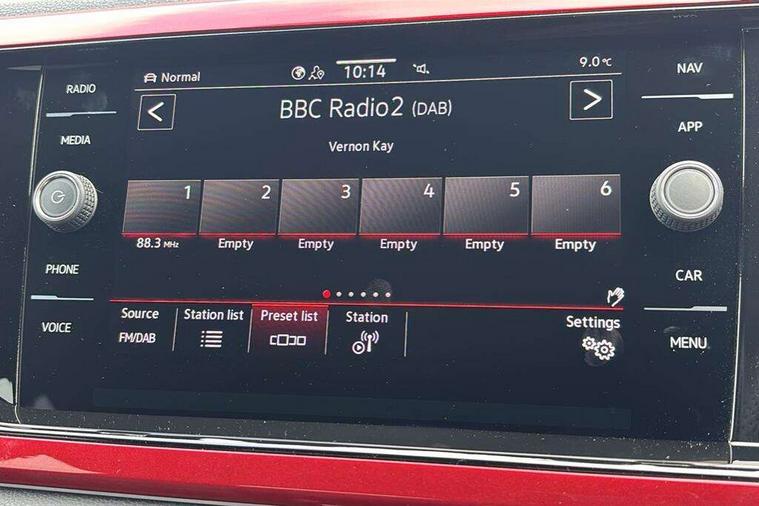 RADIO
MEDIA
PHONE
VOICE
Normal
10:14
9.0°C
<
BBC Radio2 (DAB)
>
Vernon Kay
1 2 3 4 5 6
88.3 MHz Empty Empty Empty Empty Empty
Source Station list Preset list Station Settings
FM/DAB
NAV
APP
CAR
MENU